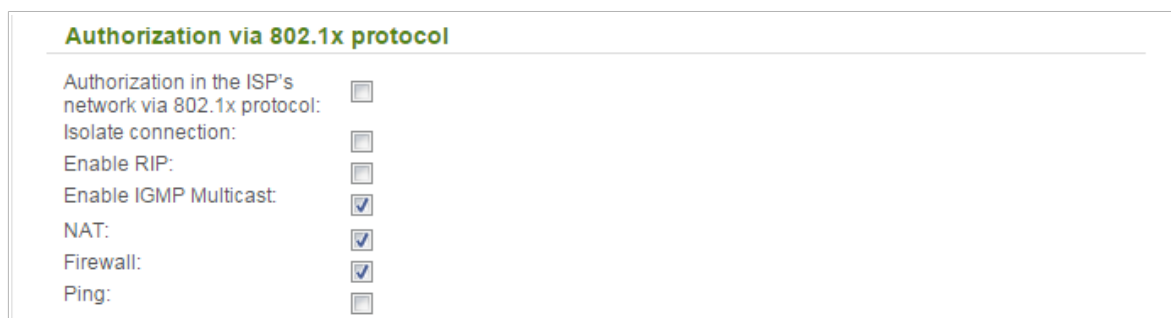 Authorization via 802.1x protocol
Authorization in the ISP's
network via 802.1x protocol:
Isolate connection:
Enable RIP:
Enable IGMP Multicast:
NAT:
Firewall:
Ping: